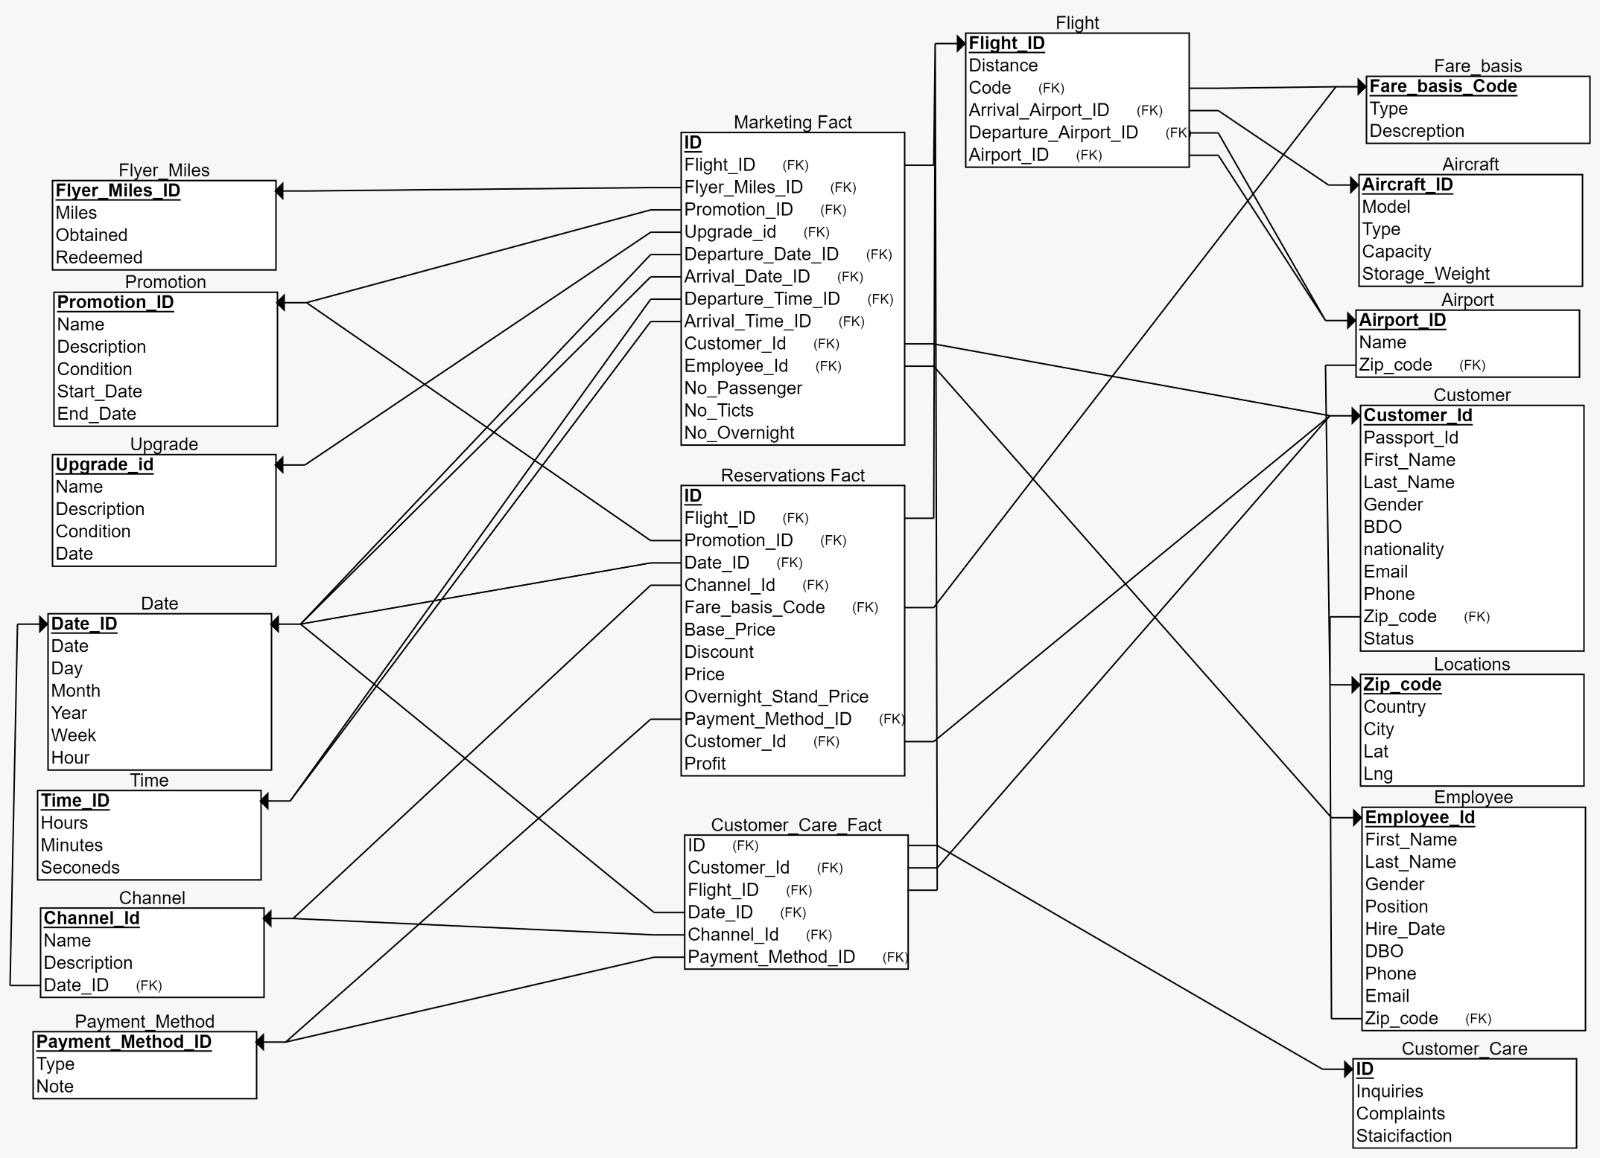 Flyer_Miles
Flyer_Miles_ID
Miles
Obtained
Redeemed
Promotion
Promotion_ID
Name
Description
Condition
Start_Date
End_Date
Upgrade
Upgrade_id
Name
Description
Condition
Date
Date
Date_ID
Date
Day
Month
Year
Week
Hour
Time
Time_ID
Hours
Minutes
Seconeds
Channel
Channel_Id
Name
Description
Date_ID (FK)
Payment_Method
Payment_Method_ID
Type
Note
Marketing Fact
ID
Flight_ID (FK)
Flyer_Miles_ID (FK)
Promotion_ID (FK)
Upgrade_id (FK)
Departure_Date_ID (FK)
Arrival_Date_ID (FK)
Departure_Time_ID (FK)
Arrival_Time_ID (FK)
Customer_Id (FK)
Employee_Id (FK)
No_Passenger
No_Ticts
No_Overnight
Reservations Fact
ID
Flight_ID (FK)
Promotion_ID (FK)
Date_ID (FK)
Channel_Id (FK)
Fare_basis_Code (FK)
Base_Price
Discount
Price
Overnight_Stand_Price
Payment_Method_ID (FK)
Customer_Id (FK)
Profit
Customer_Care_Fact
ID (FK)
Customer_Id (FK)
Flight_ID (FK)
Date_ID (FK)
Channel_Id (FK)
Payment_Method_ID (FK)
Flight
Flight_ID
Distance
Code (FK)
Arrival_Airport_ID (FK)
Departure_Airport_ID (FK
Airport_ID (FK)
Fare_basis
Fare_basis_Code
Type
Descreption
Aircraft
Aircraft_ID
Model
Type
Capacity
Storage_Weight
Airport
Airport_ID
Name
Zip_code (FK)
Customer
Customer_Id
Passport_Id
First_Name
Last_Name
Gender
BDO
nationality
Email
Phone
Zip_code (FK)
Status
Locations
Zip_code
Country
City
Lat
Lng
Employee
Employee_Id
First_Name
Last_Name
Gender
Position
Hire_Date
DBO
Phone
Email
Zip_code (FK)
Customer_Care
ID
Inquiries
Complaints
Staicifaction